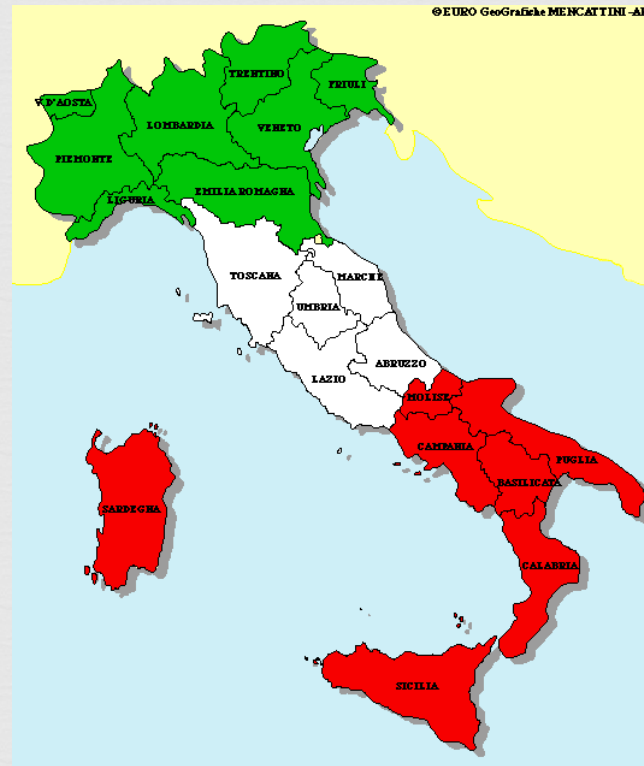 ©EURO GeoGrafiche MENCATTINI -AR
TRENTINO
FRIULI
V.D'AOSTA
LOMBARDIA
VENETO
PIEMONTE
EMILIA ROMAGNA
LIGURIA
TOSCANA
MARCHE
UMBRIA
ABRUZZO
LAZIO
MOLISE
CAMPANIA
PUGLIA
BASILICATA
SARDEGNA
CALABRIA
SICILIA